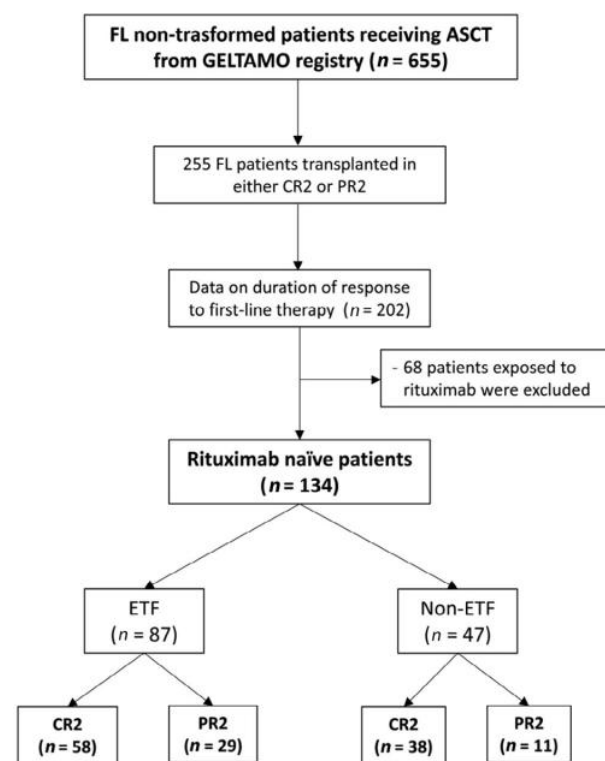 FL non-trasformed patients receiving ASCT
from GELTAMO registry (n = 655)
255 FL patients transplanted in
either CR2 or PR2
Data on duration of response
to first-line therapy (n = 202)
- 68 patients exposed to
rituximab were excluded
Rituximab naïve patients
(n = 134)
ETF
(n = 87)
Non-ETF
(n = 47)
CR2
(n = 58)
PR2
(n = 29)
CR2
(n = 38)
PR2
(n = 11)